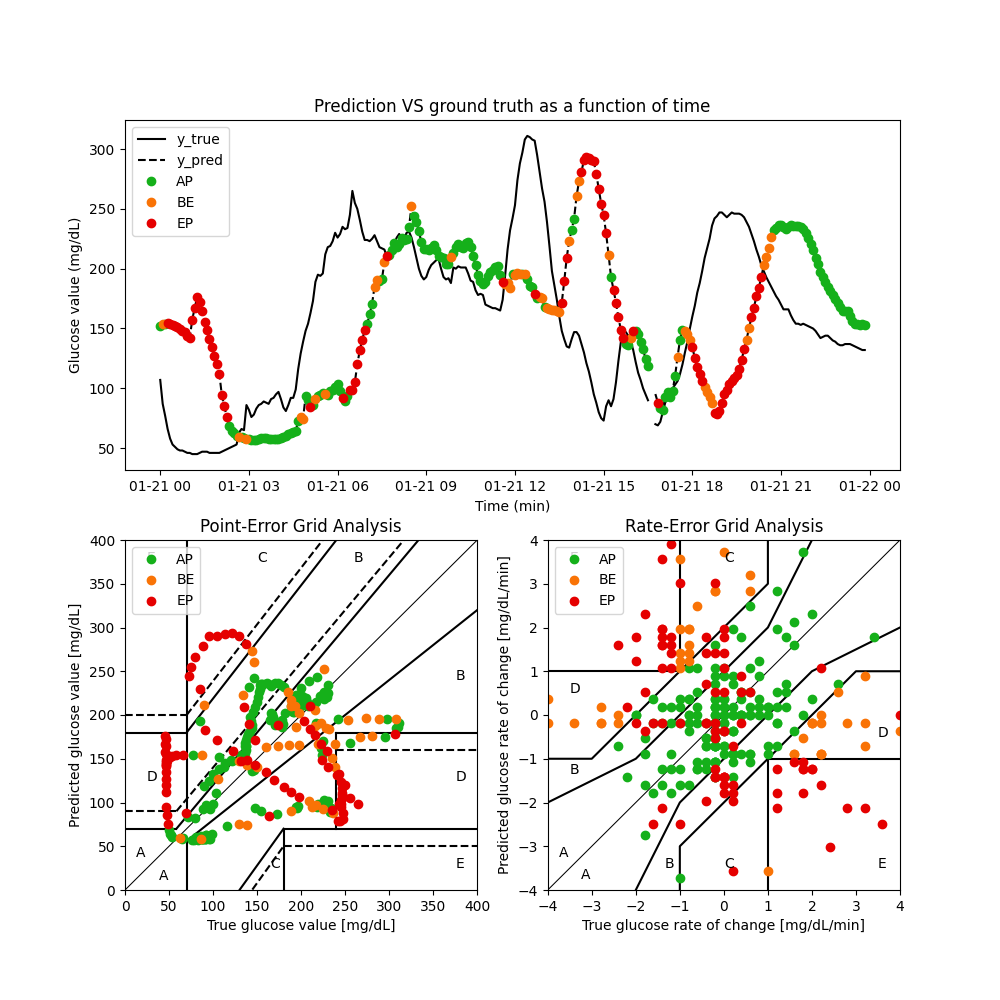 Prediction VS ground truth as a function of time
Glucose value (mg/dL)
300
250
200
150
100
50
y_true
y_pred
AP
BE
EP
01-21 00 01-21 03 01-21 06 01-21 09 01-21 12 01-21 15 01-21 18 01-21 21 01-22 00
Time (min)
Point-Error Grid Analysis
Predicted glucose value [mg/dL]
400
350
300
250
200
150
100
50
0
AP
BE
EP
C
B
B
D
D
A
A
C
E
0 50 100 150 200 250 300 350 400
True glucose value [mg/dL]
Rate-Error Grid Analysis
Predicted glucose rate of change [mg/dL/min]
4
3
2
1
0
−1
−2
−3
−4
AP
BE
EP
C
D
D
B
A
A
B
C
E
−4 −3 −2 −1 0 1 2 3 4
True glucose rate of change [mg/dL/min]